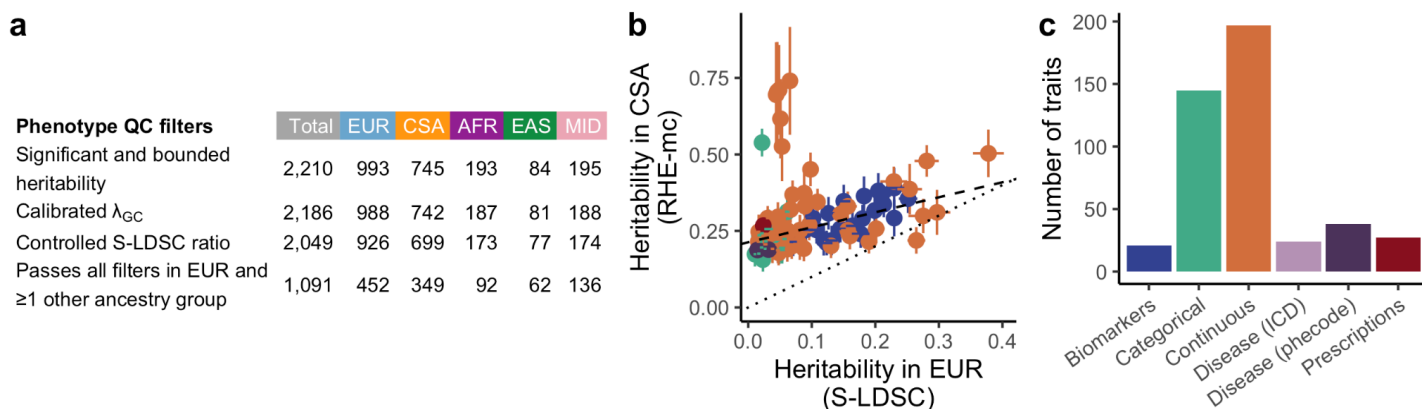 a
Phenotype QC filters Total EUR CSA AFR EAS MID
Significant and bounded
heritability 2,210 993 745 193 84 195
Calibrated λGC 2,186 988 742 187 81 188
Controlled S-LDSC ratio 2,049 926 699 173 77 174
Passes all filters in EUR and
≥1 other ancestry group 1,091 452 349 92 62 136
b
Heritability in CSA
(RHE-mc)
0.75
0.50
0.25
0.00
0.0 0.1 0.2 0.3 0.4
Heritability in EUR
(S-LDSC)
c
Number of traits
200
150
100
50
0
Biomarkers
Categorical
Continuous
Disease (ICD)
Disease (phecode)
Prescriptions